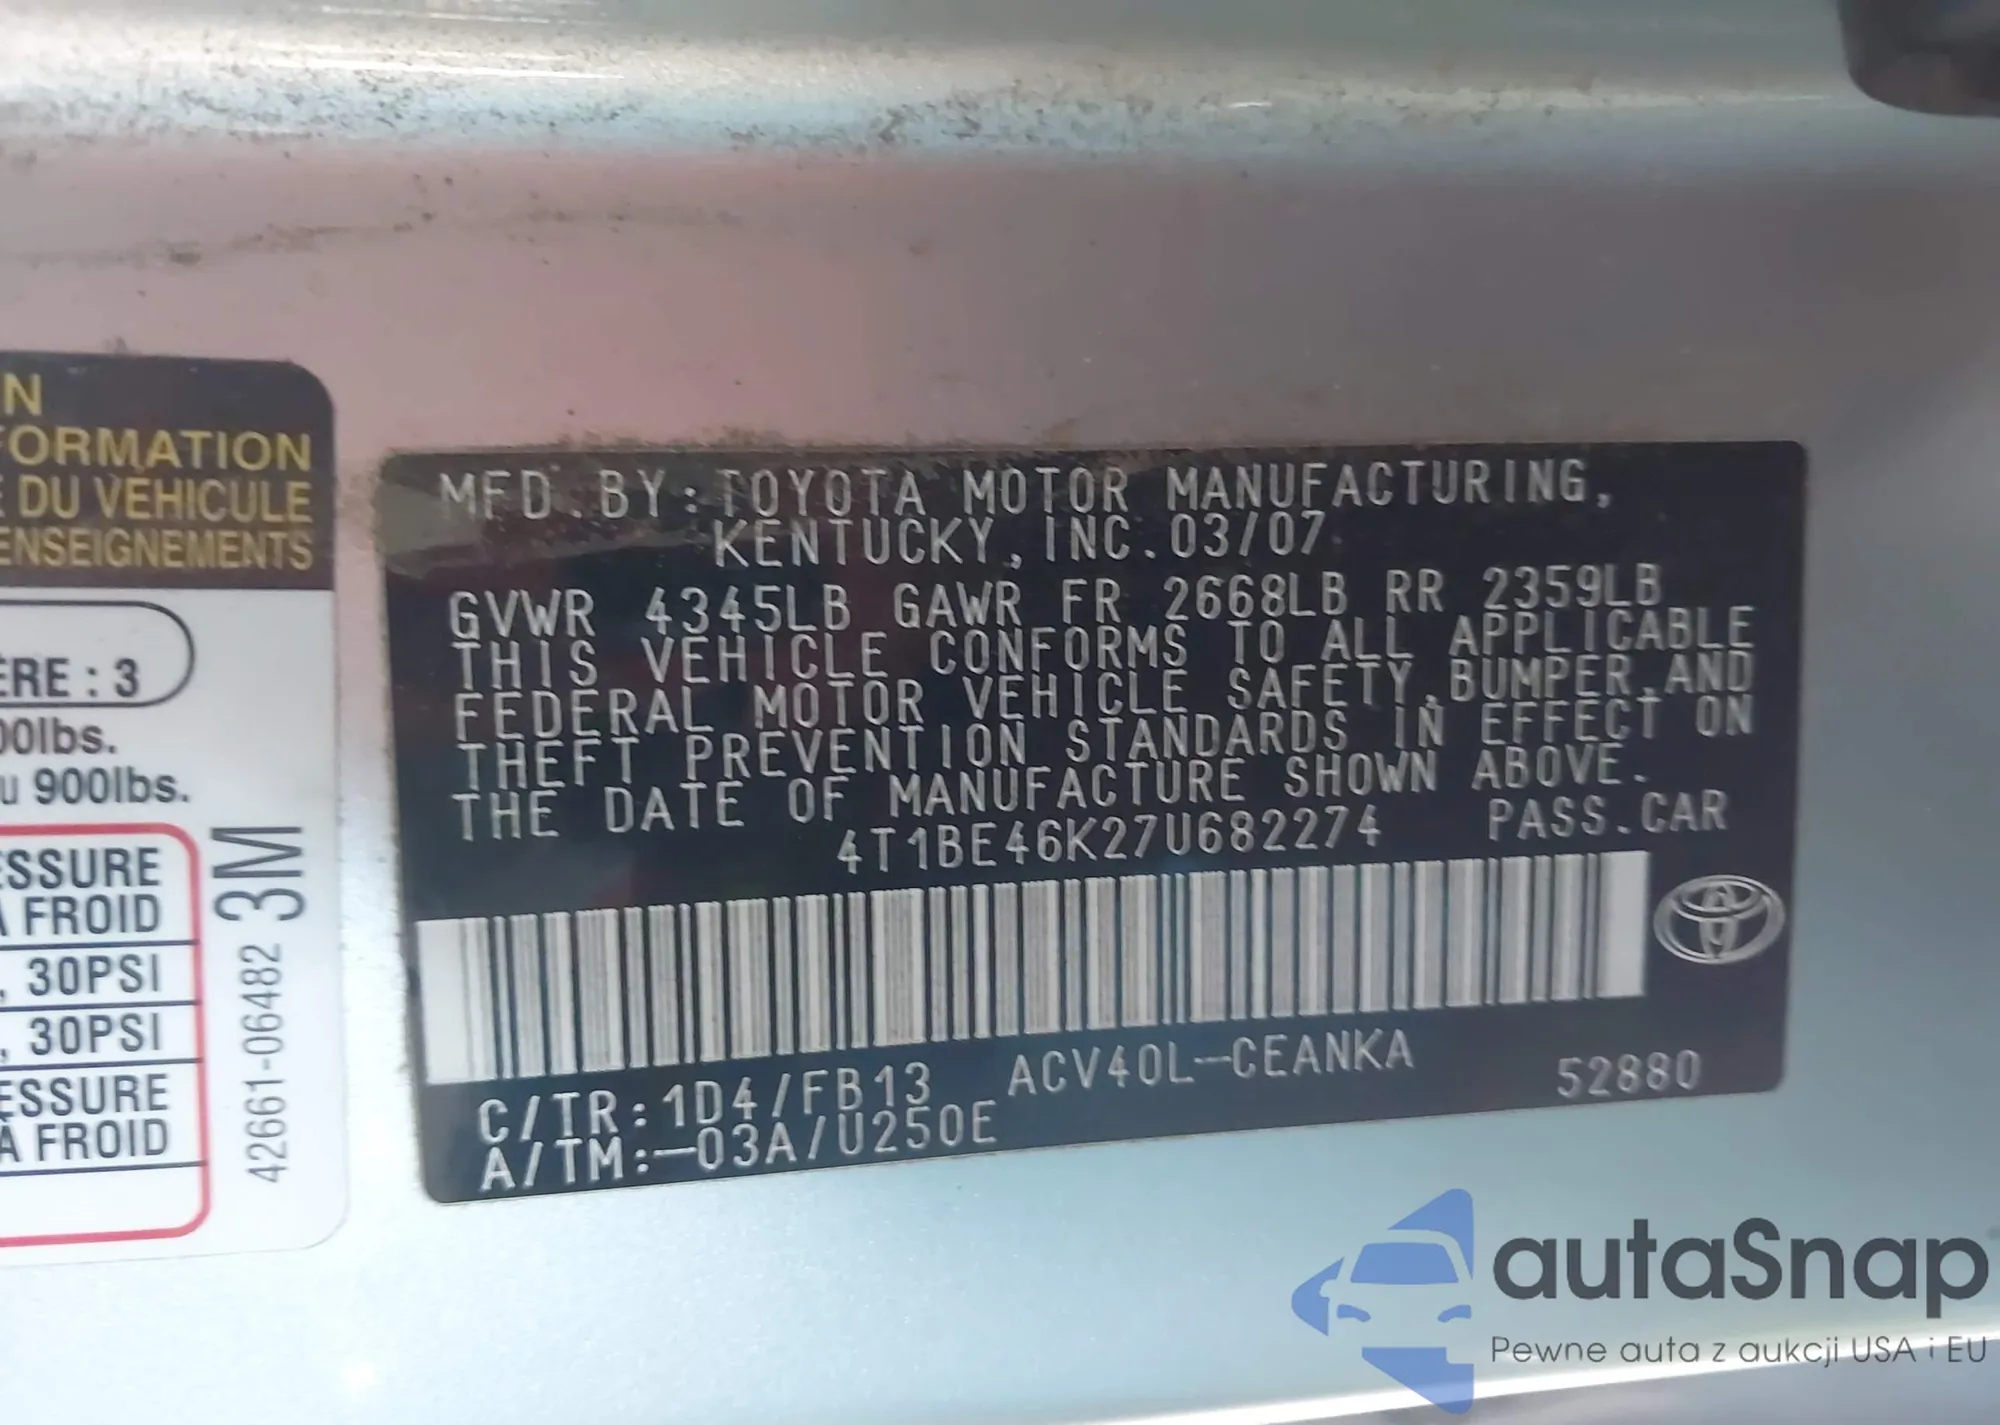 N
FORMATION
E DU VÉHICULE
ENSEIGNEMENTS
ÈRE : 3
00lbs.
u 900lbs.
ESSURE
À FROID
, 30PSI
, 30PSI
ESSURE
À FROID
42661-06482 3M
MFD. BY: TOYOTA MOTOR MANUFACTURING,
KENTUCKY, INC. 03/07
GVWR 4345LB GAWR FR 2668LB RR 2359LB
THIS VEHICLE CONFORMS TO ALL APPLICABLE
FEDERAL MOTOR VEHICLE SAFETY, BUMPER, AND
THEFT PREVENTION STANDARDS IN EFFECT ON
THE DATE OF MANUFACTURE SHOWN ABOVE.
4T1BE46K27U682274 PASS.CAR
C/TR:1D4/FB13 ACV40L-CEANKA 52880
A/TM:-03A/U250E
autaSnap
Pewne auta z aukcji USA i EU